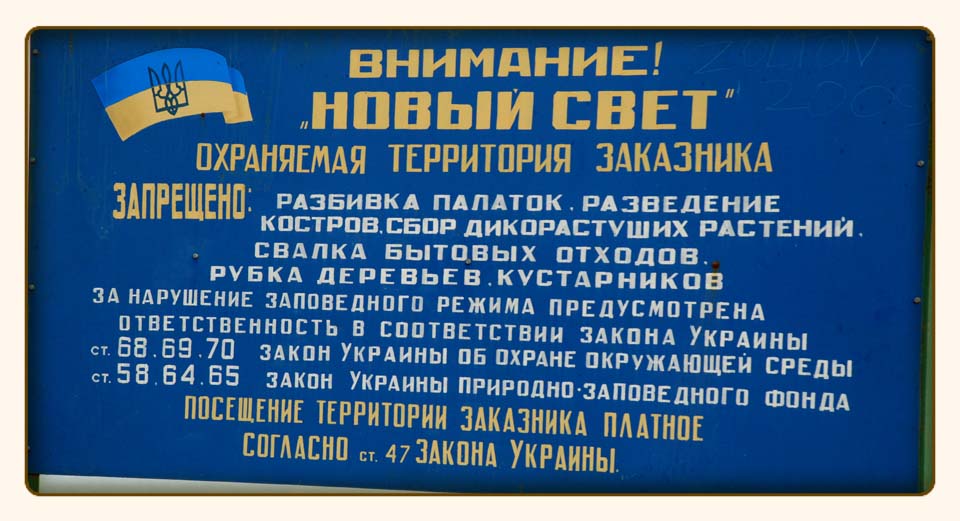 ВНИМАНИЕ!
„НОВЫЙ СВЕТ"
ОХРАНЯЕМАЯ ТЕРРИТОРИЯ ЗАКАЗНИКА
ЗАПРЕЩЕНО: РАЗБИВКА ПАЛАТОК, РАЗВЕДЕНИЕ
КОСТРОВ, СБОР ДИКОРАСТУШИХ РАСТЕНИЙ,
СВАЛКА БЫТОВЫХ ОТХОДОВ,
РУБКА ДЕРЕВЬЕВ, КУСТАРНИКОВ
ЗА НАРУШЕНИЕ ЗАПОВЕДНОГО РЕЖИМА ПРЕДУСМОТРЕНА
ОТВЕТСТВЕННОСТЬ В СООТВЕТСТВИИ ЗАКОНА УКРАИНЫ
ст. 68.69.70 ЗАКОН УКРАИНЫ ОБ ОХРАНЕ ОКРУЖАЮЩЕЙ СРЕДЫ
ст. 58.64.65 ЗАКОН УКРАИНЫ ПРИРОДНО-ЗАПОВЕДНОГО ФОНДА
ПОСЕЩЕНИЕ ТЕРРИТОРИИ ЗАКАЗНИКА ПЛАТНОЕ
СОГЛАСНО ст. 47 ЗАКОНА УКРАИНЫ.